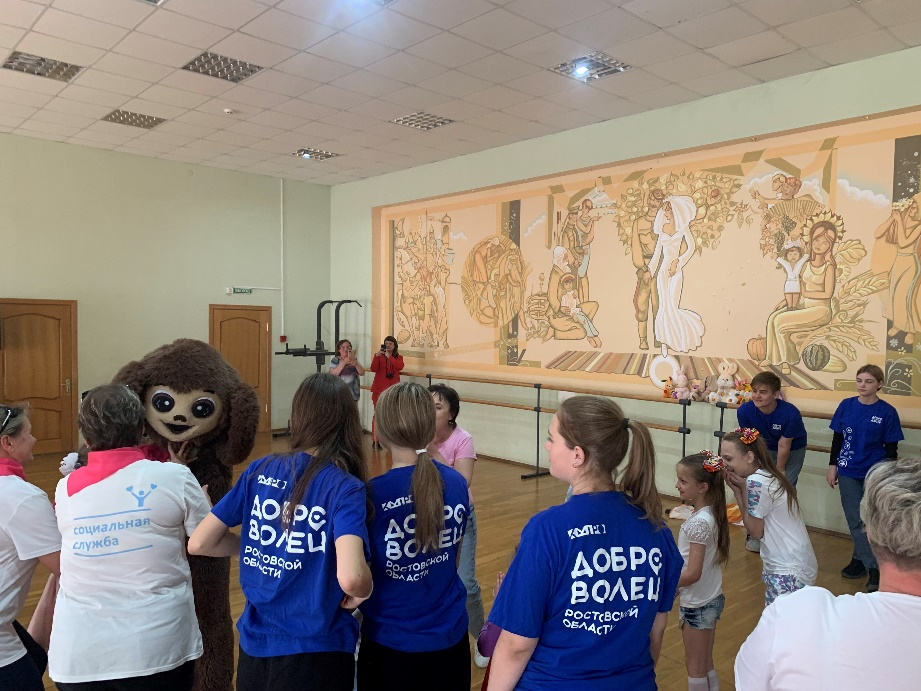 социальная
служба
ДОБРО
ВОЛЕЦ
РОСТОВСКОЙ
ОБЛАСТИ
ДОБРО
ВОЛЕЦ
РОСТОВСКОЙ
ОБЛАСТИ
ДОБРО
ВОЛЕЦ
РОСТОВСКОЙ
ОБЛАСТИ